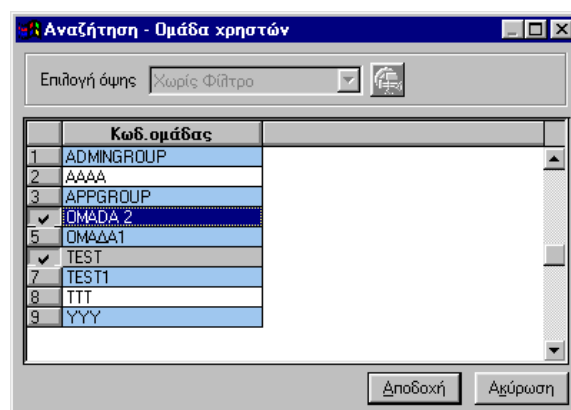 Αναζήτηση - Ομάδα χρηστών
Επιλογή όψης Χωρίς Φίλτρο
Κωδ.ομάδας
1 ADMINGROUP
2 AAAA
3 APPGROUP
OMADA 2
5 ΟΜΑΔΑ1
TEST
7 TEST1
8 TTT
9 YYY
Αποδοχή Ακύρωση